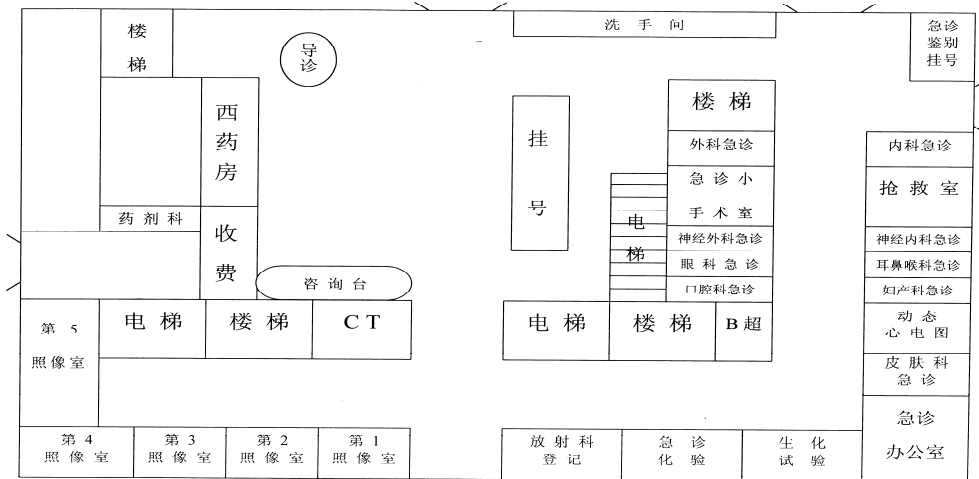 楼
梯
导
诊
洗 手 间
急诊
鉴别
挂号
西
药
房
挂
号
楼 梯
外科急诊
急 诊 小
手 术 室
神经外科急诊
眼 科 急 诊
口腔科急诊
电
梯
内科急诊
抢 救 室
神经内科急诊
耳鼻喉科急诊
妇产科急诊
动 态
心 电 图
皮 肤 科
急 诊
急诊
办公室
药 剂 科
收
费
咨 询 台
第 5
照 像 室
电 梯
楼 梯
C T
电 梯
楼 梯
B 超
第 4
照 像 室
第 3
照 像 室
第 2
照 像 室
第 1
照 像 室
放 射 科
登 记
急 诊
化 验
生 化
试 验